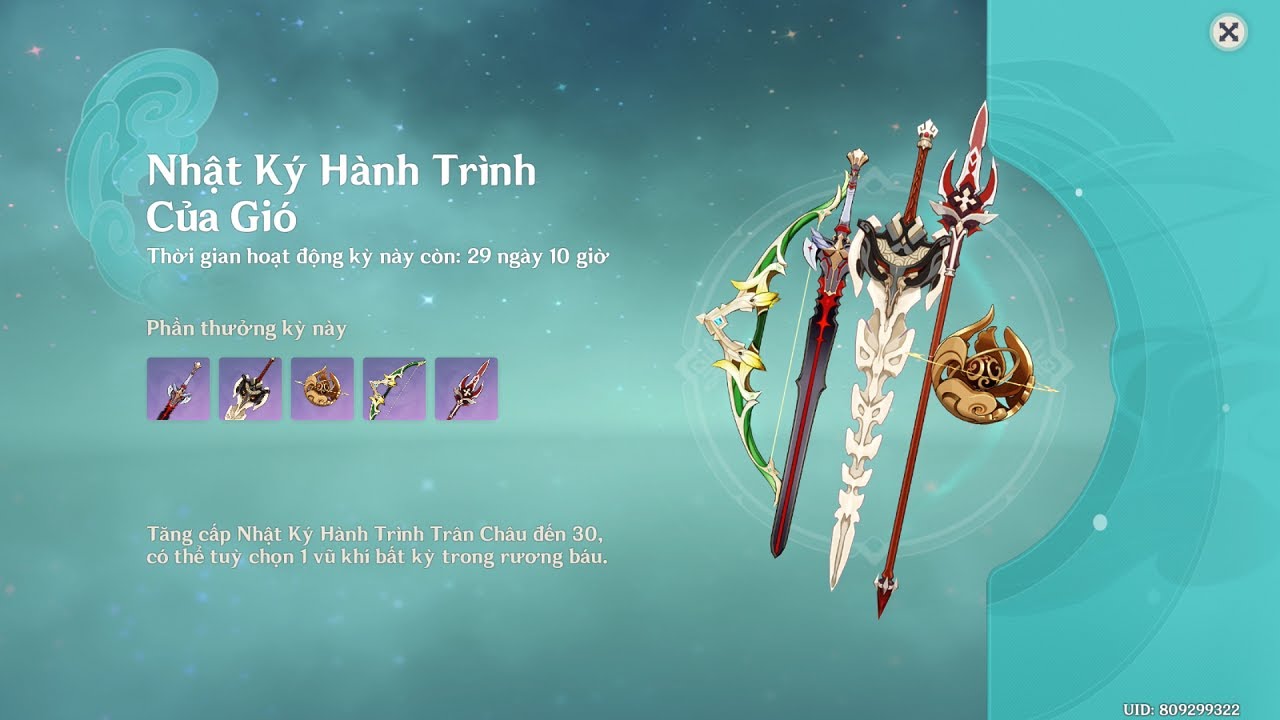 Nhật Ký Hành Trình
Của Gió
Thời gian hoạt động kỳ này còn: 29 ngày 10 giờ
Phần thưởng kỳ này
Tăng cấp Nhật Ký Hành Trình Trân Châu đến 30,
có thể tuỳ chọn 1 vũ khí bất kỳ trong rương báu.
UID: 809299322